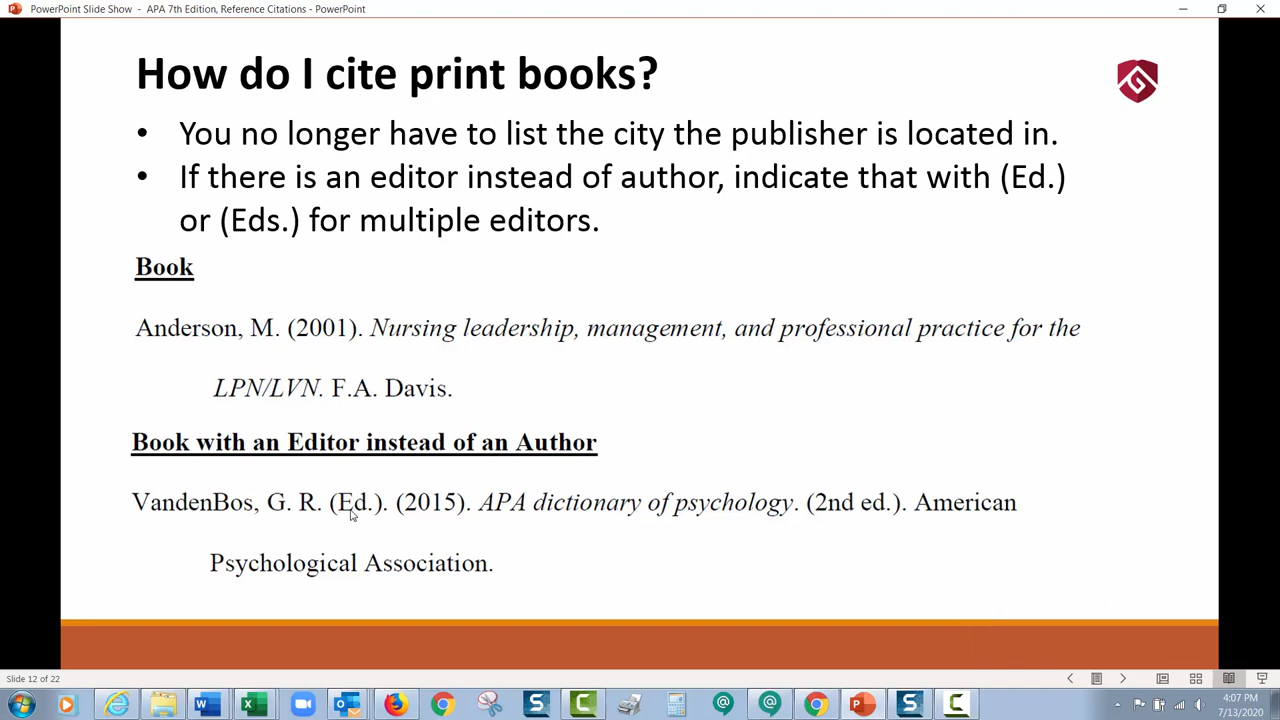 PowerPoint Slide Show - APA 7th Edition, Reference Citations - PowerPoint
How do I cite print books?
• You no longer have to list the city the publisher is located in.
• If there is an editor instead of author, indicate that with (Ed.)
or (Eds.) for multiple editors.
Book
Anderson, M. (2001). Nursing leadership, management, and professional practice for the
LPN/LVN. F.A. Davis.
Book with an Editor instead of an Author
VandenBos, G. R. (Ed.). (2015). APA dictionary of psychology. (2nd ed.). American
Psychological Association.
Slide 12 of 22
4:07 PM
7/13/2020